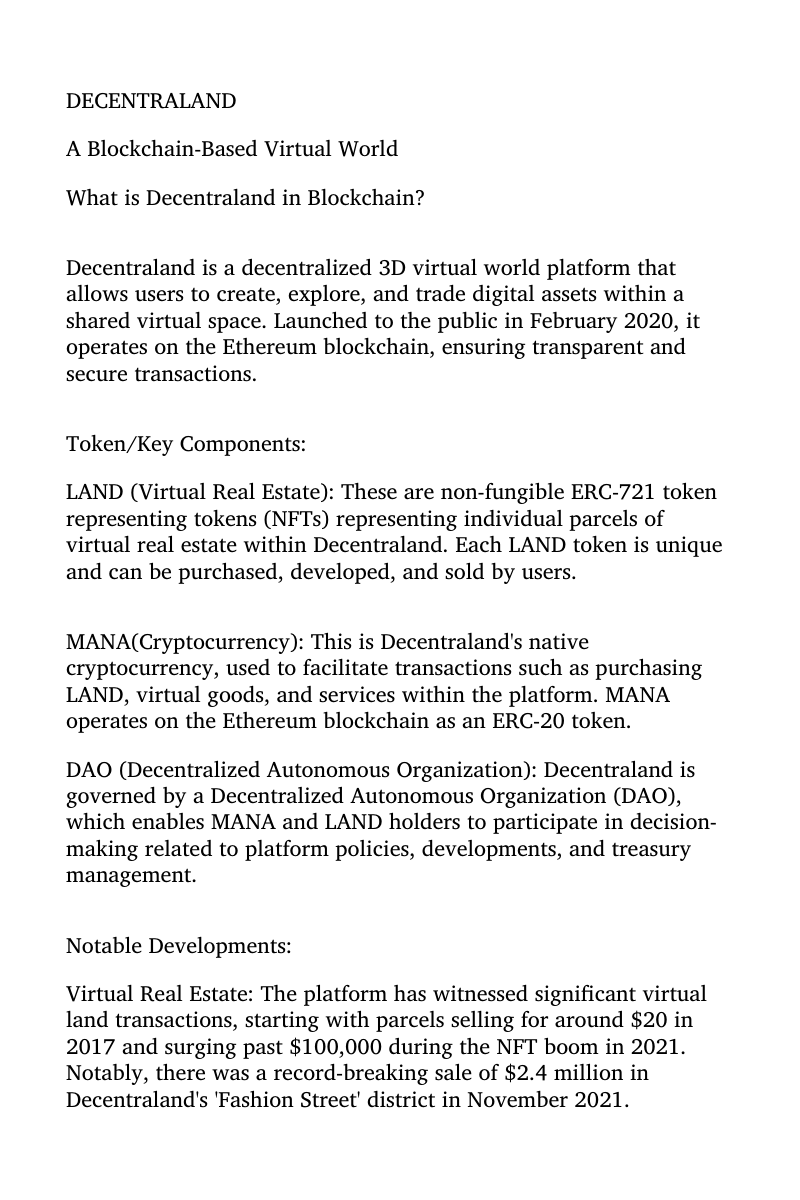 DECENTRALAND
A Blockchain-Based Virtual World
What is Decentraland in Blockchain?
Decentraland is a decentralized 3D virtual world platform that
allows users to create, explore, and trade digital assets within a
shared virtual space. Launched to the public in February 2020, it
operates on the Ethereum blockchain, ensuring transparent and
secure transactions.
Token/Key Components:
LAND (Virtual Real Estate): These are non-fungible ERC-721 token
representing tokens (NFTs) representing individual parcels of
virtual real estate within Decentraland. Each LAND token is unique
and can be purchased, developed, and sold by users.
MANA(Cryptocurrency): This is Decentraland's native
cryptocurrency, used to facilitate transactions such as purchasing
LAND, virtual goods, and services within the platform. MANA
operates on the Ethereum blockchain as an ERC-20 token.
DAO (Decentralized Autonomous Organization): Decentraland is
governed by a Decentralized Autonomous Organization (DAO),
which enables MANA and LAND holders to participate in decision-
making related to platform policies, developments, and treasury
management.
Notable Developments:
Virtual Real Estate: The platform has witnessed significant virtual
land transactions, starting with parcels selling for around $20 in
2017 and surging past $100,000 during the NFT boom in 2021.
Notably, there was a record-breaking sale of $2.4 million in
Decentraland's 'Fashion Street' district in November 2021.